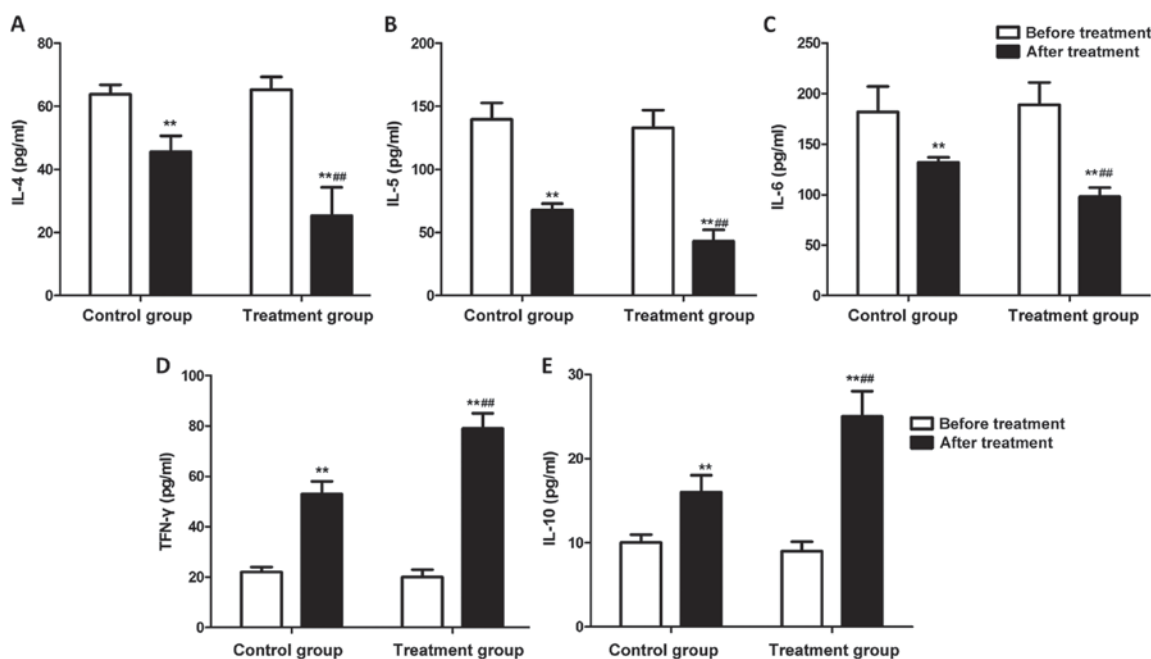 A
IL-4 (pg/ml)
80
60
40
20
0
**
**##
Control group
Treatment group
B
IL-5 (pg/ml)
200
150
100
50
0
**
**##
Control group
Treatment group
C
IL-6 (pg/ml)
250
200
150
100
50
0
**
**##
Control group
Treatment group
Before treatment
After treatment
D
TFN-γ (pg/ml)
100
80
60
40
20
0
**
**##
Control group
Treatment group
E
IL-10 (pg/ml)
30
20
10
0
**
**##
Control group
Treatment group
Before treatment
After treatment